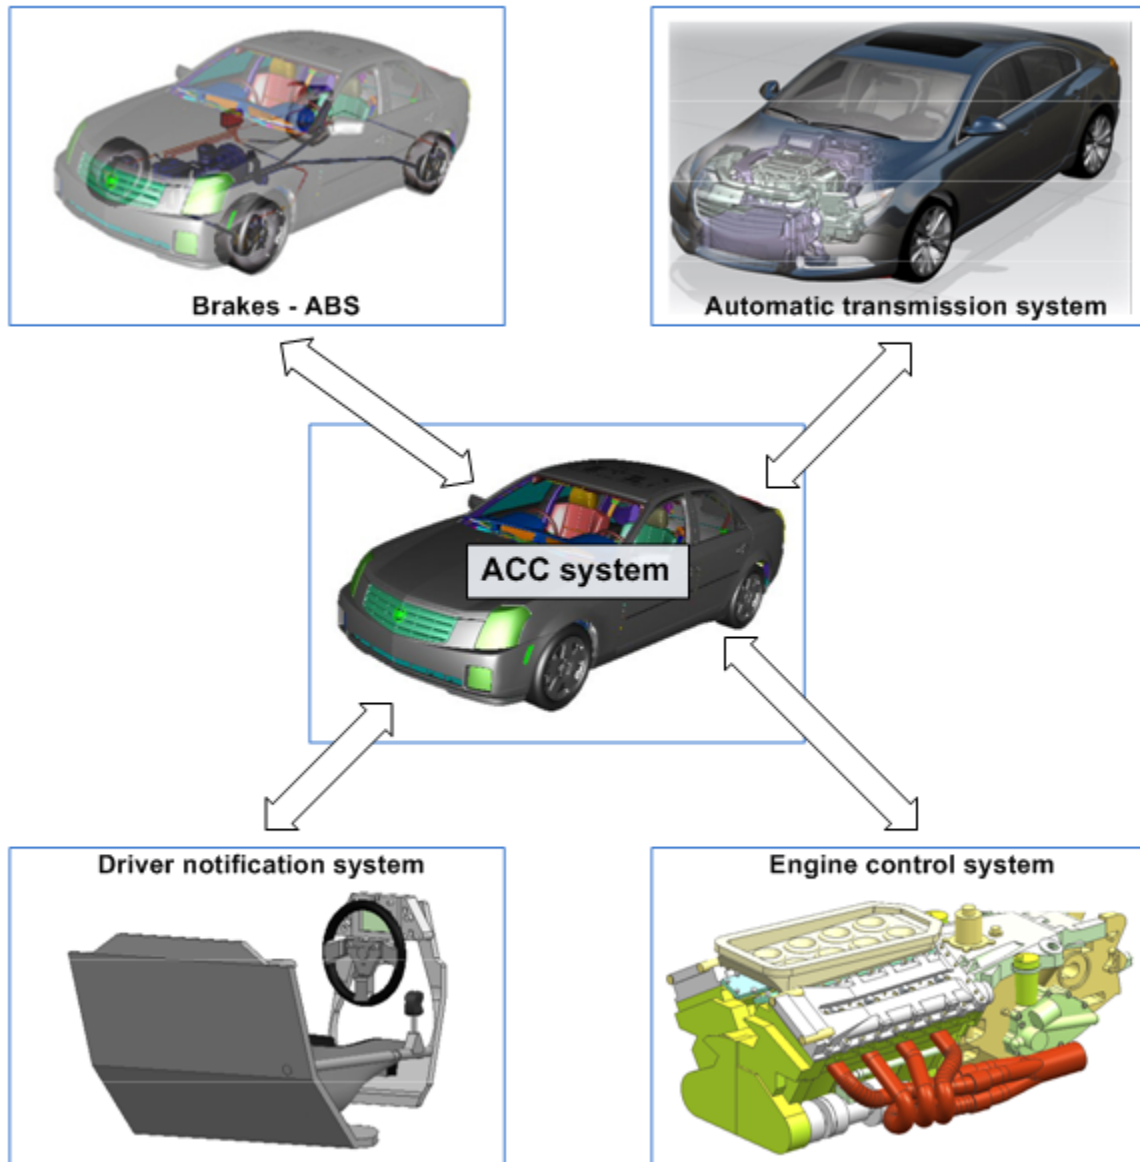 Brakes - ABS
Automatic transmission system
ACC system
Driver notification system
Engine control system